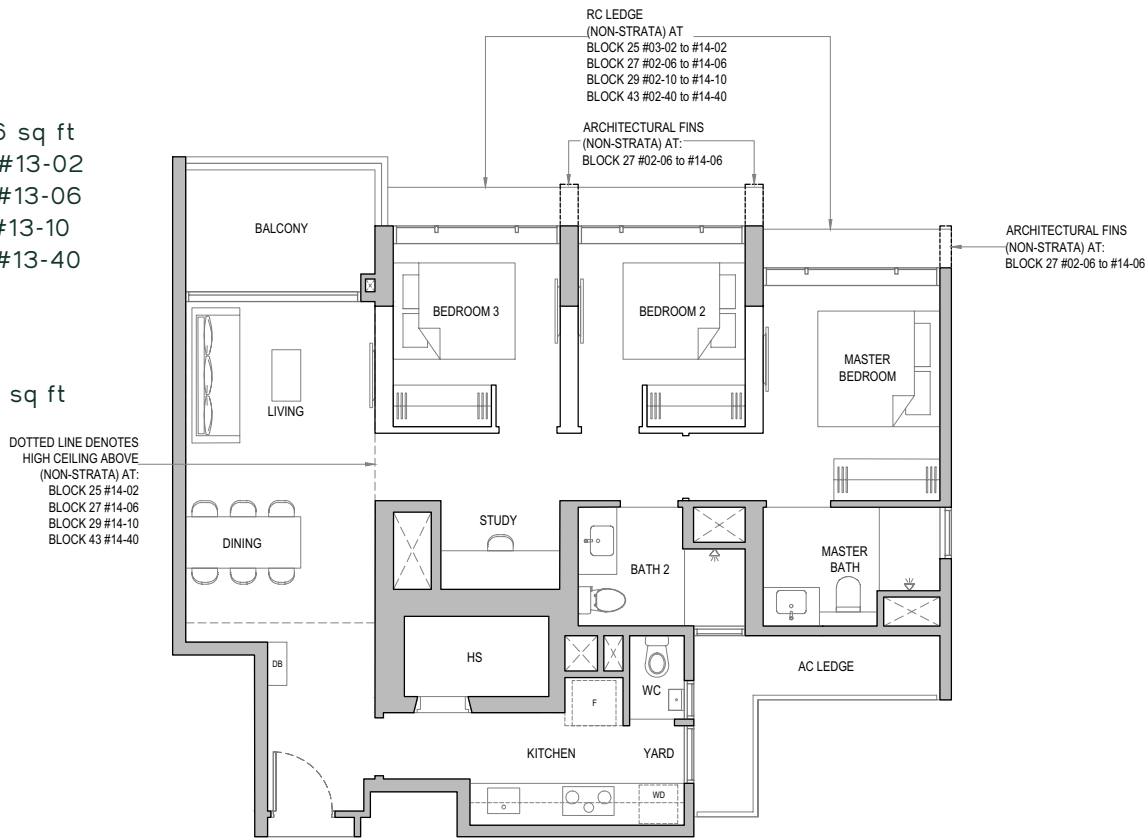 RC LEDGE
(NON-STRATA) AT
BLOCK 25 #03-02 to #14-02
BLOCK 27 #02-06 to #14-06
BLOCK 29 #02-10 to #14-10
BLOCK 43 #02-40 to #14-40
ARCHITECTURAL FINS
(NON-STRATA) AT:
BLOCK 27 #02-06 to #14-06
sq ft
#13-02
#13-06
#13-10
#13-40
BALCONY
ARCHITECTURAL FINS
(NON-STRATA) AT:
BLOCK 27 #02-06 to #14-06
BEDROOM 3
BEDROOM 2
MASTER
BEDROOM
sq ft
LIVING
DOTTED LINE DENOTES
HIGH CEILING ABOVE
(NON-STRATA) AT:
BLOCK 25 #14-02
BLOCK 27 #14-06
BLOCK 29 #14-10
BLOCK 43 #14-40
DINING
STUDY
BATH 2
MASTER
BATH
HS
DB
WC
AC LEDGE
F
KITCHEN
YARD
WD